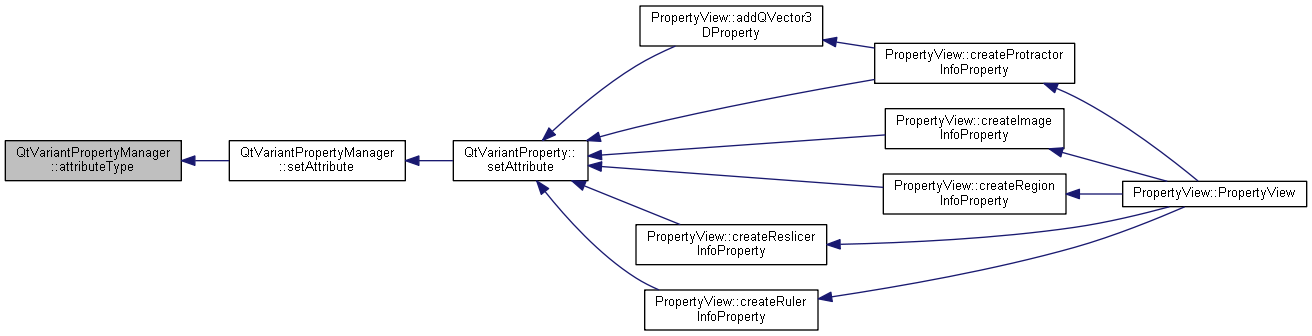 QtVariantPropertyManager
::attributeType
QtVariantPropertyManager
::setAttribute
QtVariantProperty::
setAttribute
PropertyView::addQVector3
DProperty
PropertyView::createProtractor
InfoProperty
PropertyView::createImage
InfoProperty
PropertyView::createRegion
InfoProperty
PropertyView::createReslicer
InfoProperty
PropertyView::createRuler
InfoProperty
PropertyView::PropertyView